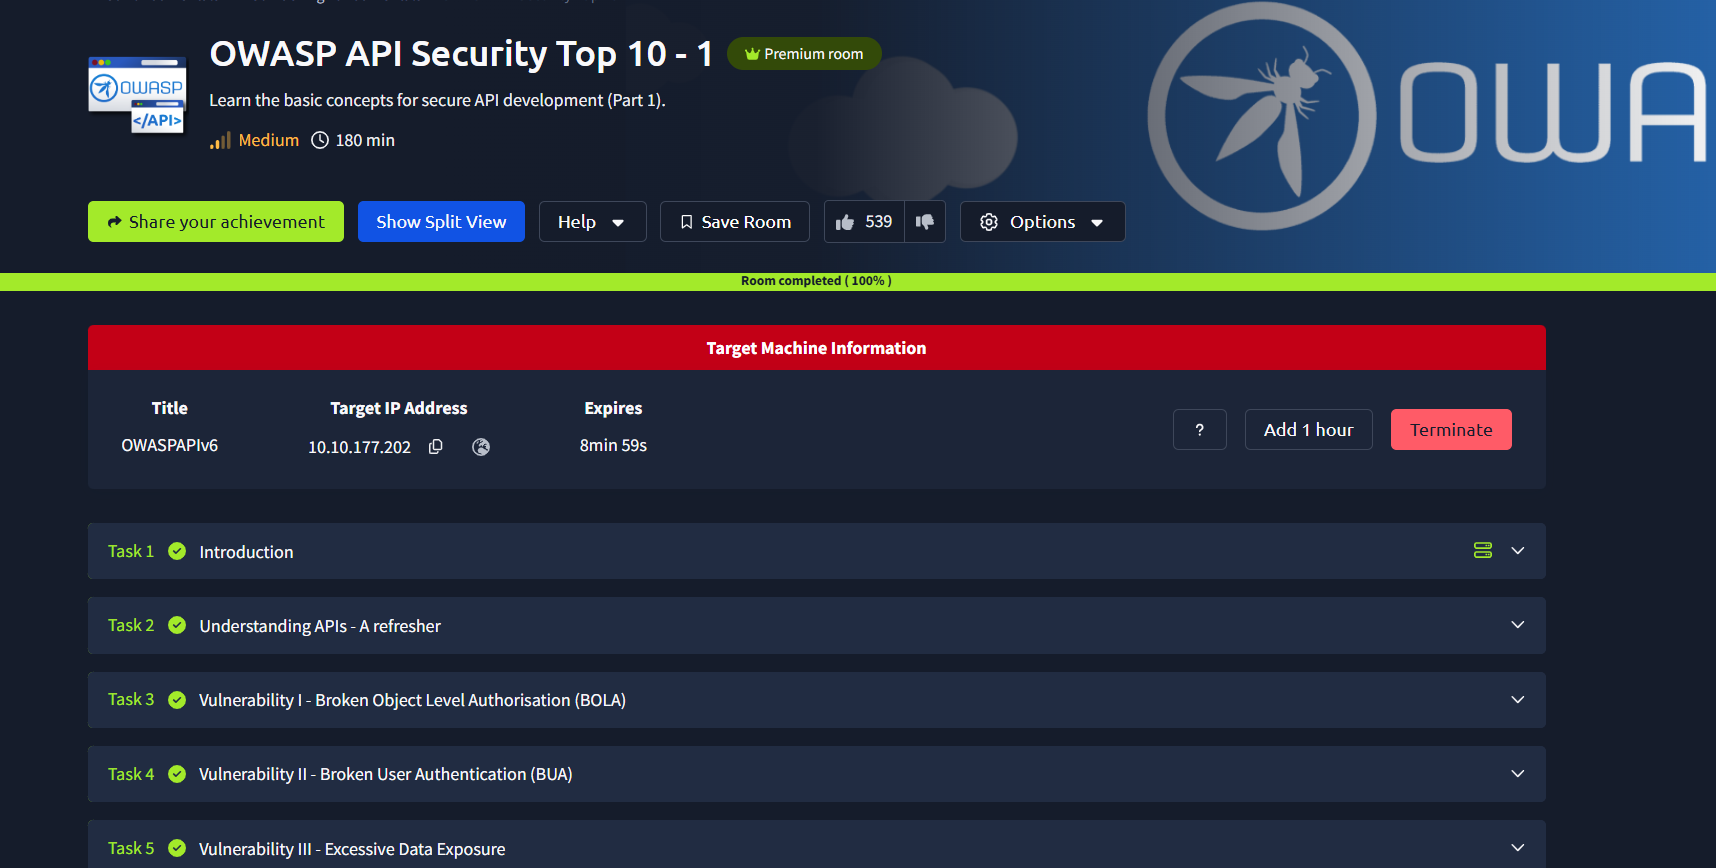 OWASP API Security Top 10 - 1
Premium room
OWASP
</API>
Learn the basic concepts for secure API development (Part 1).
Medium 180 min
OWA
Share your achievement Show Split View Help Save Room 539 Options
Room completed ( 100% )
Target Machine Information
Title Target IP Address Expires
OWASPAPIv6 10.10.177.202 8min 59s ? Add 1 hour Terminate
Task 1 Introduction
Task 2 Understanding APIs - A refresher
Task 3 Vulnerability I - Broken Object Level Authorisation (BOLA)
Task 4 Vulnerability II - Broken User Authentication (BUA)
Task 5 Vulnerability III - Excessive Data Exposure